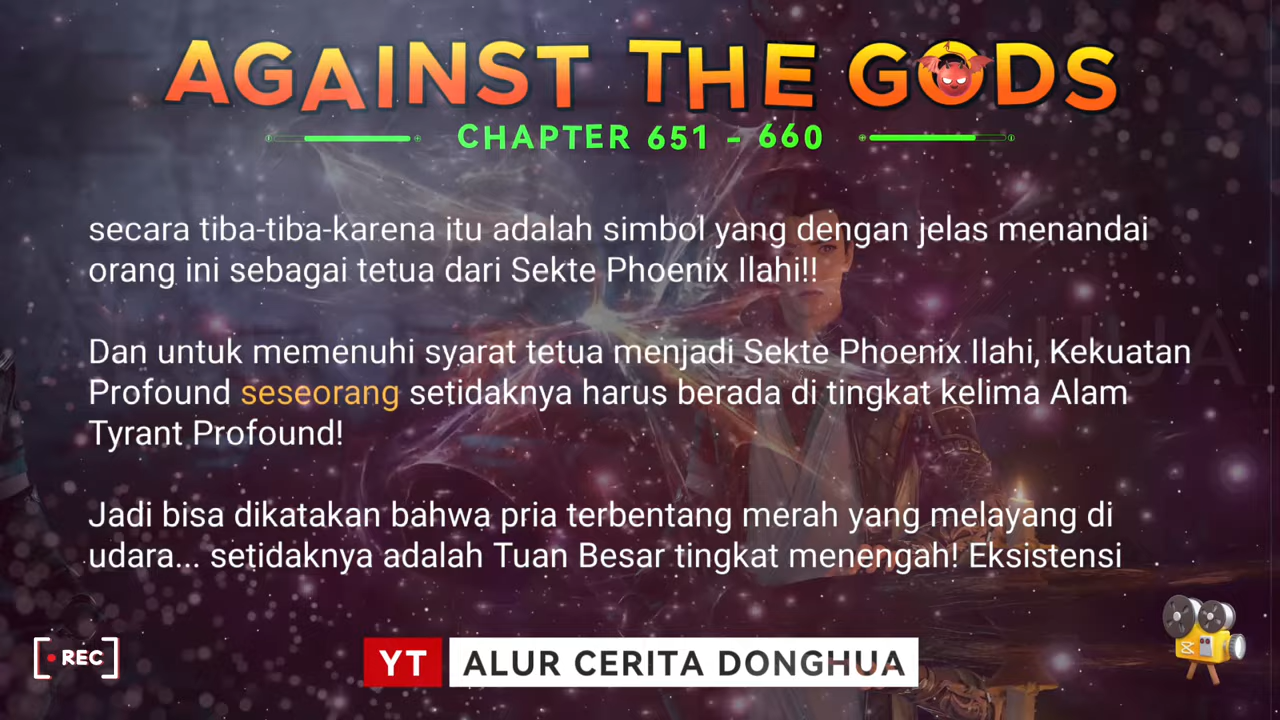 AGAINST THE GODS
CHAPTER 651 - 660
secara tiba-tiba-karena itu adalah simbol yang dengan jelas menandai
orang ini sebagai tetua dari Sekte Phoenix Ilahi!!
Dan untuk memenuhi syarat tetua menjadi Sekte Phoenix Ilahi, Kekuatan
Profound seseorang setidaknya harus berada di tingkat kelima Alam
Tyrant Profound!
Jadi bisa dikatakan bahwa pria terbentang merah yang melayang di
udara... setidaknya adalah Tuan Besar tingkat menengah! Eksistensi
REC
YT ALUR CERITA DONGHUA